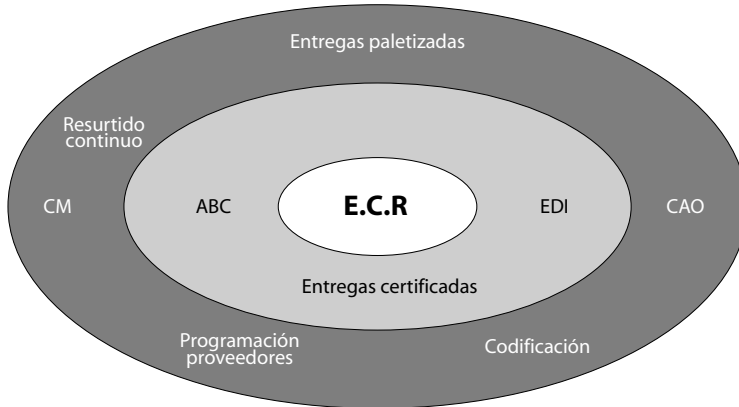 Entregas paletizadas
Resurtido
continuo
CM
ABC
E.C.R
EDI
CAO
Entregas certificadas
Programación
proveedores
Codificación